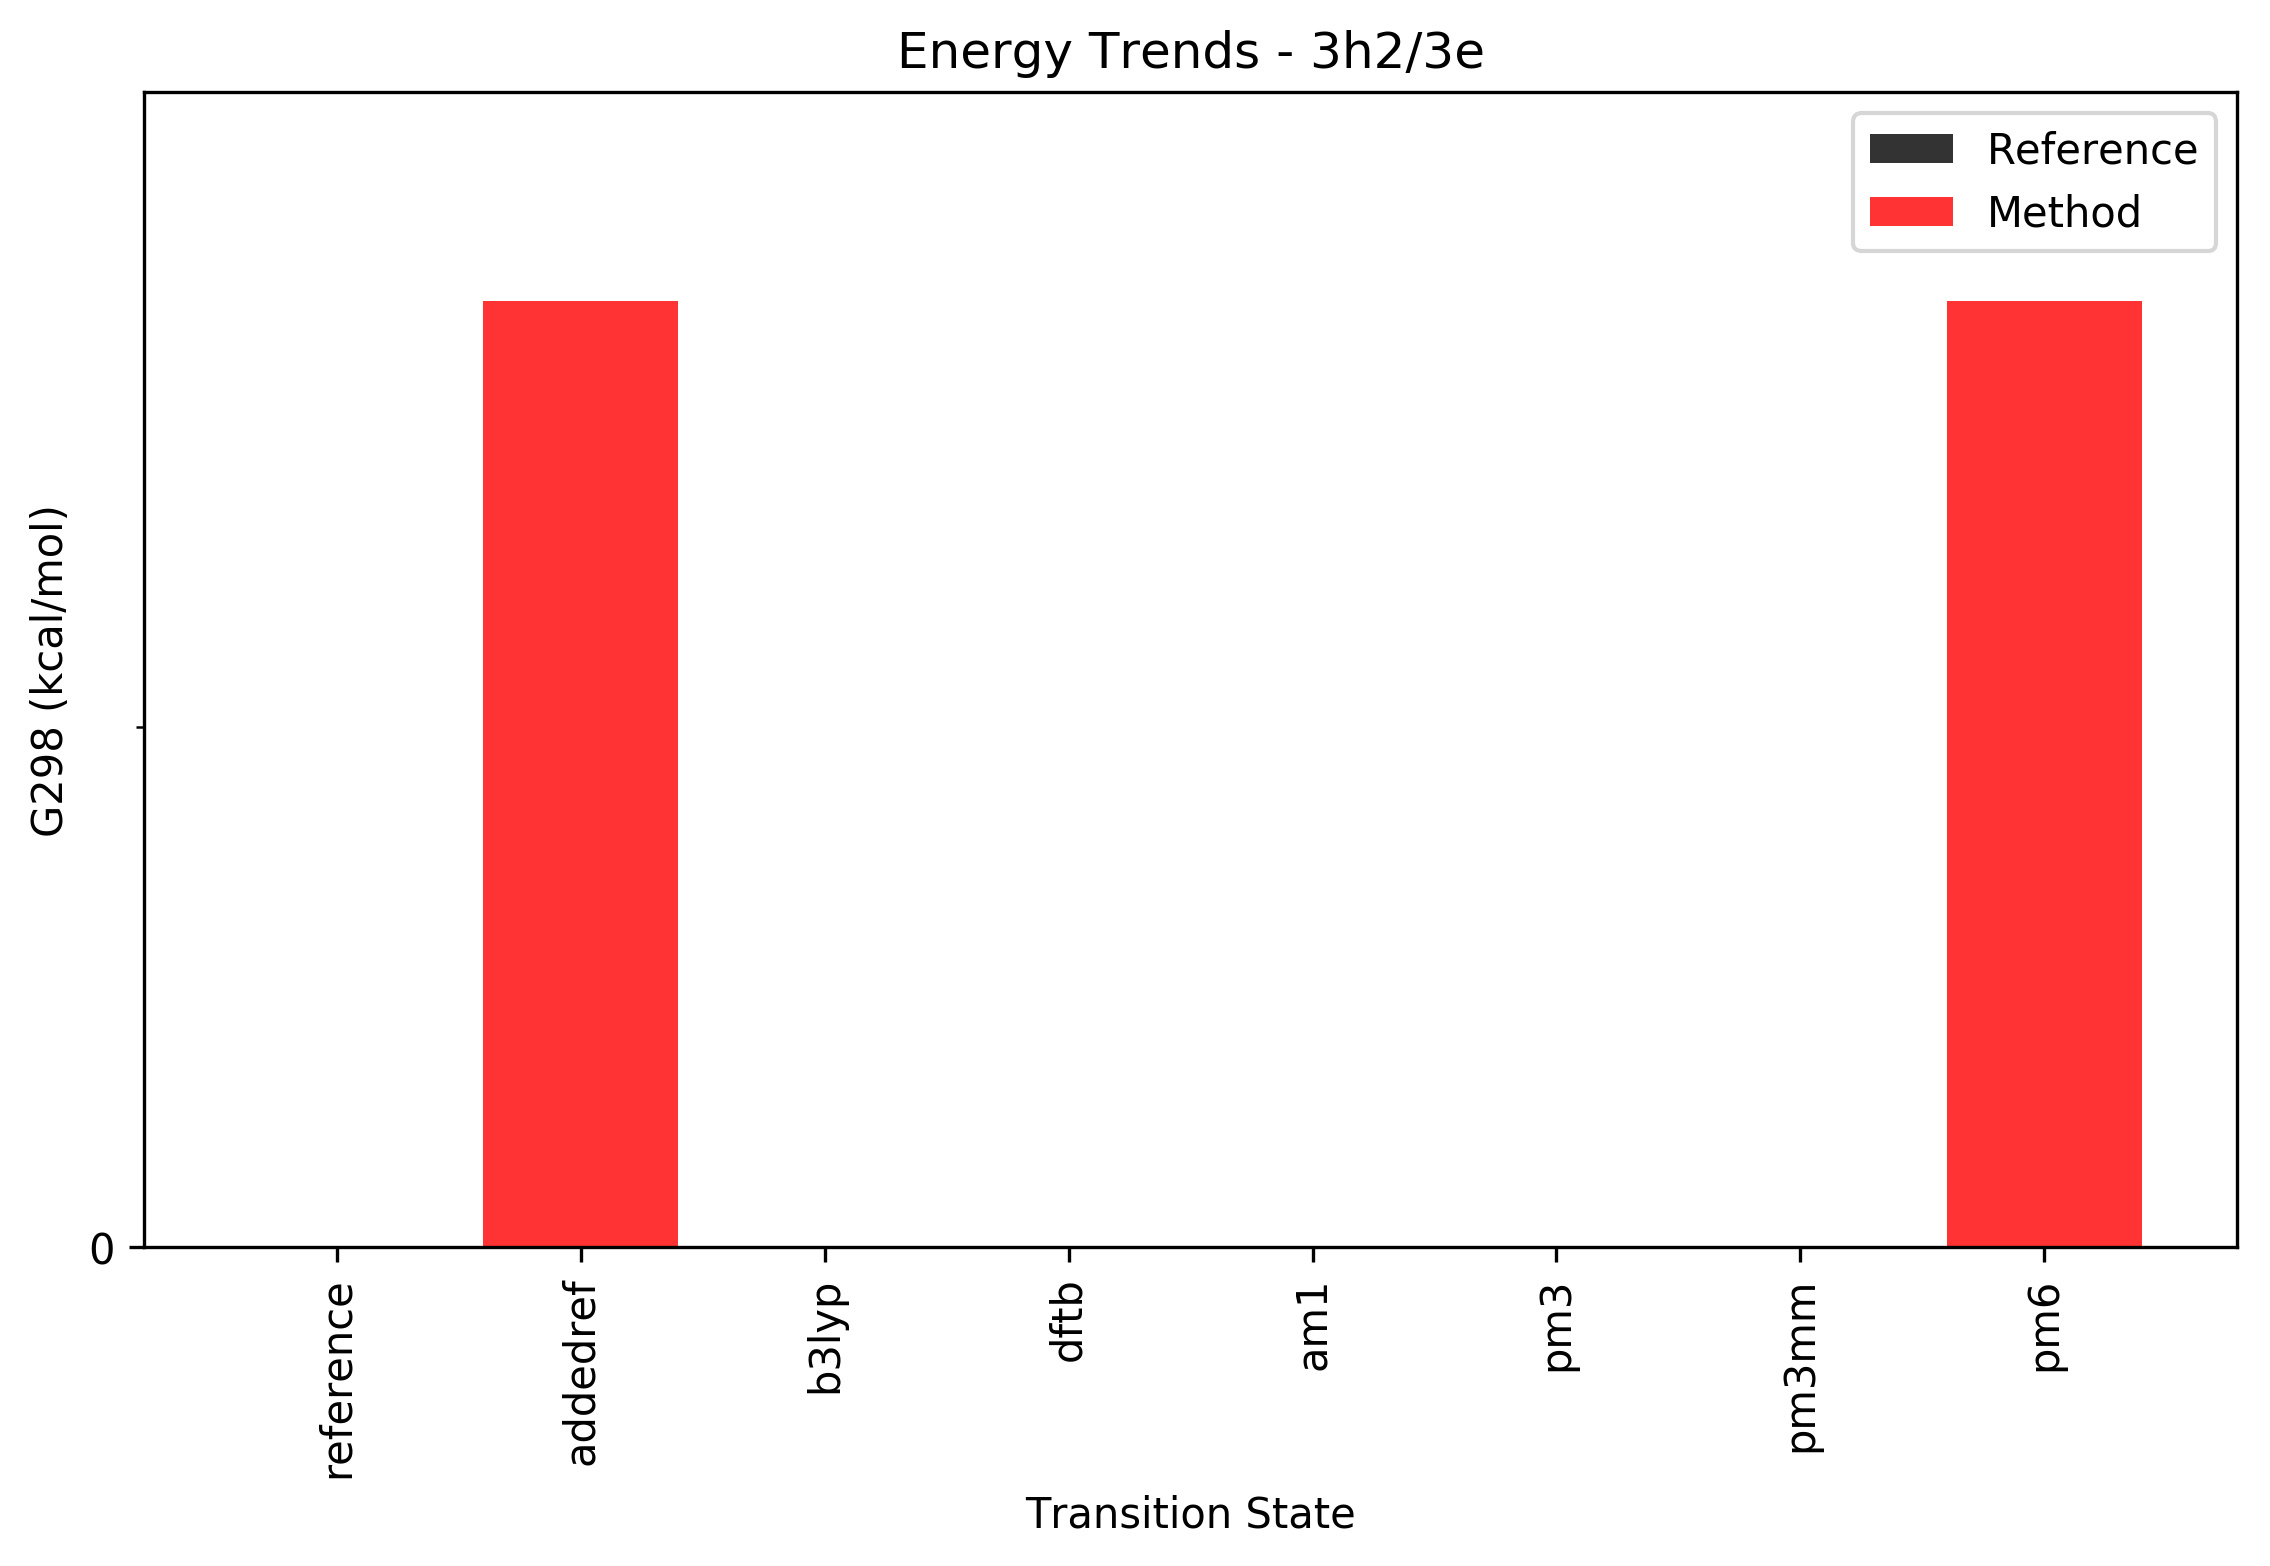 Energy Trends - 3h2/3e
Reference
Method
G298 (kcal/mol)
0
reference
addedref
b3lyp
dftb
am1
pm3
pm3mm
pm6
Transition State